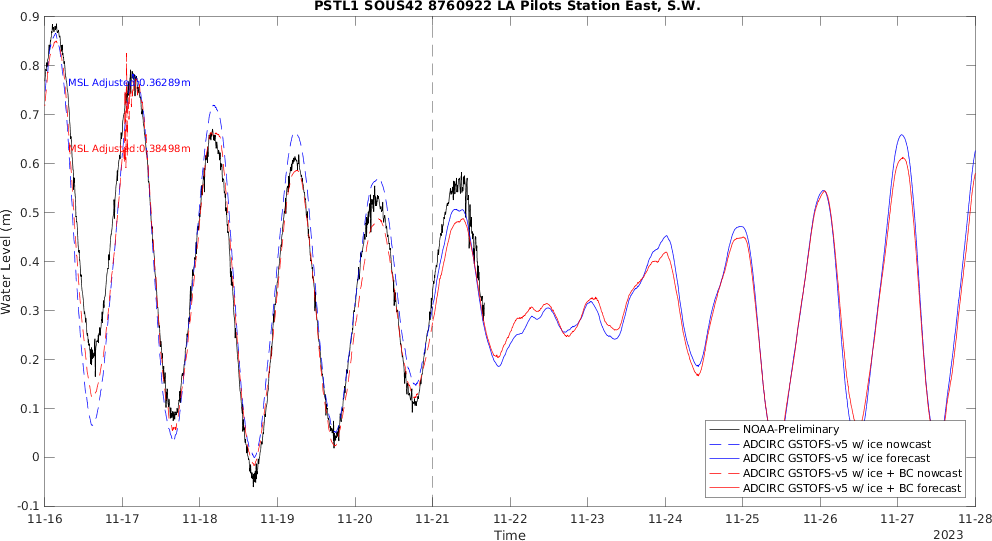 PSTL1 SOUS42 8760922 LA Pilots Station East, S.W.
0.9
0.8
0.7
0.6
0.5
0.4
0.3
0.2
0.1
0
-0.1
Water Level (m)
MSL Adjusted:0.36289m
MSL Adjusted:0.38498m
NOAA-Preliminary
ADCIRC GSTOFS-v5 w/ ice nowcast
ADCIRC GSTOFS-v5 w/ ice forecast
ADCIRC GSTOFS-v5 w/ ice + BC nowcast
ADCIRC GSTOFS-v5 w/ ice + BC forecast
11-16 11-17 11-18 11-19 11-20 11-21 11-22 11-23 11-24 11-25 11-26 11-27 11-28
Time
2023